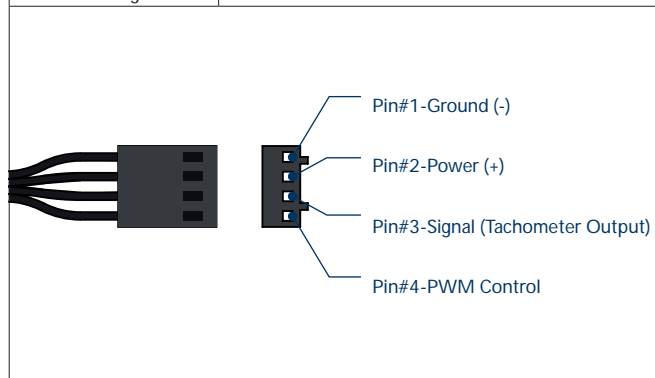 Pin#1-Ground (-)
Pin#2-Power (+)
Pin#3-Signal (Tachometer Output)
Pin#4-PWM Control